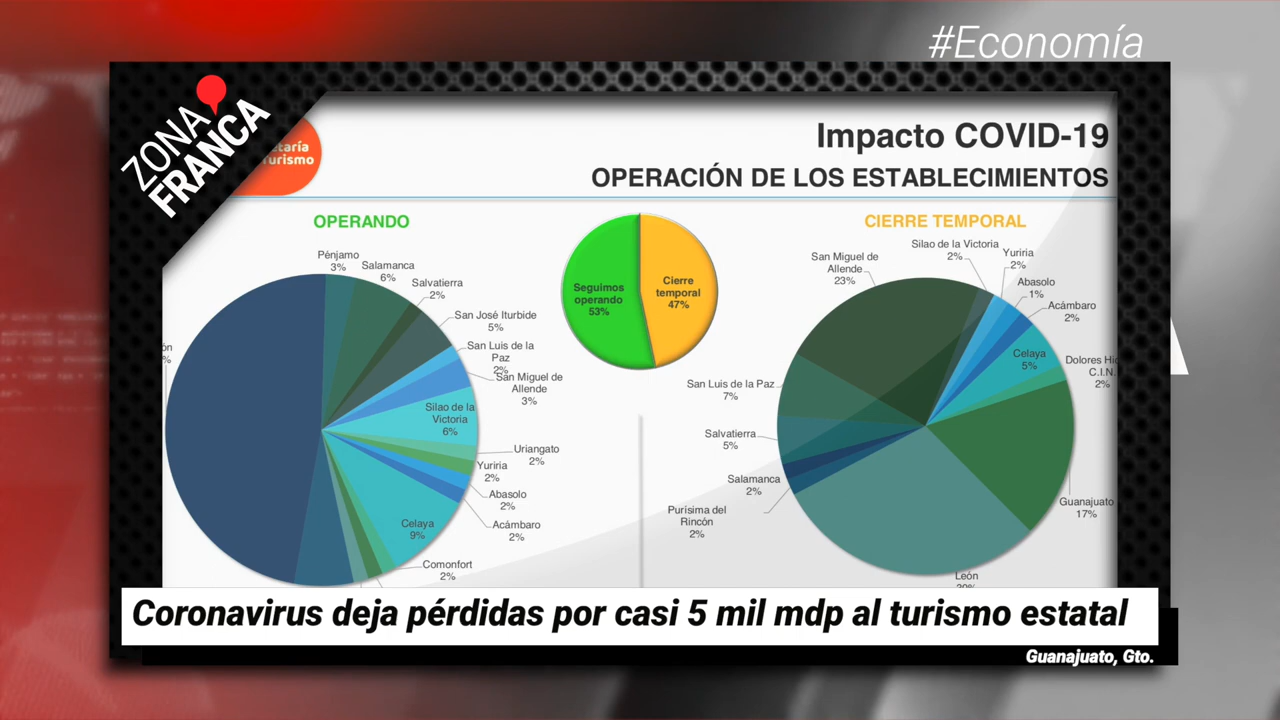 #Economía
ZONA
FRANCA
Turismo
Impacto COVID-19
OPERACIÓN DE LOS ESTABLECIMIENTOS
OPERANDO
Pénjamo
3%
Salamanca
6%
Salvatierra
2%
San José Iturbide
5%
San Luis de la
Paz
2%
San Miguel de
Allende
3%
Silao de la
Victoria
6%
Uriangato
2%
Yuriria
2%
Abasolo
2%
Acámbaro
2%
Celaya
9%
Comonfort
2%
Seguimos
operando
53%
Cierre
temporal
47%
CIERRE TEMPORAL
Silao de la Victoria
2%
Yuriria
2%
San Miguel de
Allende
23%
Abasolo
1%
Acámbaro
2%
Celaya
5%
Dolores
C.I.N.
2%
San Luis de la Paz
7%
Salvatierra
5%
Salamanca
2%
Purísima del
Rincón
2%
Guanajuato
17%
León
Coronavirus deja pérdidas por casi 5 mil mdp al turismo estatal
Guanajuato, Gto.